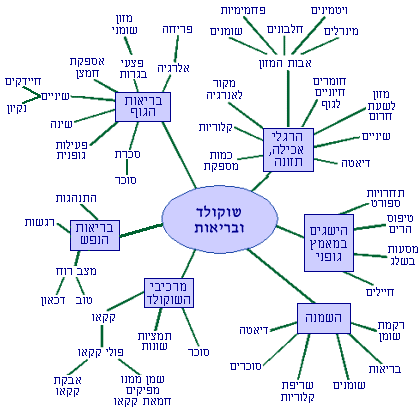 ויטמינים
פחמימות
מינרלים
חלבונים
שומנים
אבות המזון
מזון
שומני
פריחה
פצעי
בגרות
אלרגיה
אספקת
חמצן
חיידקים
שיניים
נקיון
בריאות
הגוף
שינה
פעילות
גופנית
סכרת
סוכר
מקור
לאנרגיה
חומרים
חיוניים
לגוף
מזון
לשעת
חרום
קלוריות
הרגלי
אכילה,
תזונה
שיניים
כמות
מספקת
דיאטה
התנהגות
רגשות
בריאות
הנפש
מצב רוח
טוב
דכאון
שוקולד
ובריאות
תחרויות
ספורט
הישגים
במאמץ
גופני
טיפוס
הרים
מסעות
בשלג
חיילים
מרכיבי
השוקולד
קקאו
תמציות
שונות
סוכר
פולי קקאו
אבקת
קקאו
שמן ממנו
מפיקים
חמאת קקאו
השמנה
דיאטה
רקמת
שומן
סוכרים
בריאות
שריפת
קלוריות
שומנים